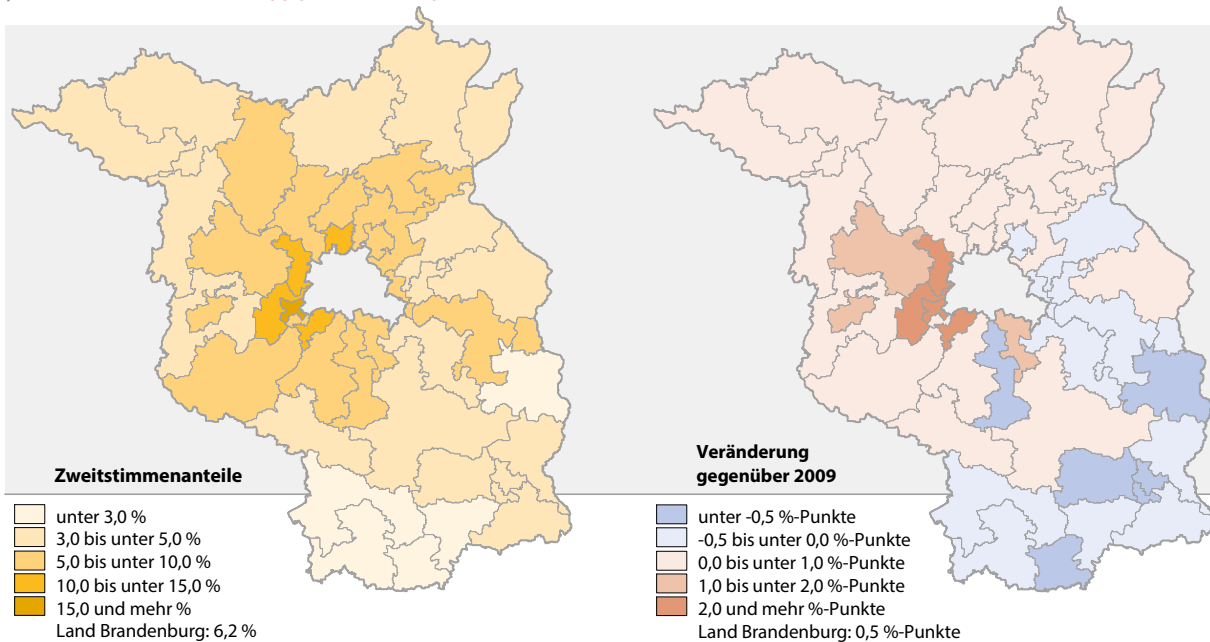 Zweitstimmenanteile
unter 3,0 %
3,0 bis unter 5,0 %
5,0 bis unter 10,0 %
10,0 bis unter 15,0 %
15,0 und mehr %
Land Brandenburg: 6,2 %
Veränderung
gegenüber 2009
unter -0,5 %-Punkte
-0,5 bis unter 0,0 %-Punkte
0,0 bis unter 1,0 %-Punkte
1,0 bis unter 2,0 %-Punkte
2,0 und mehr %-Punkte
Land Brandenburg: 0,5 %-Punkte